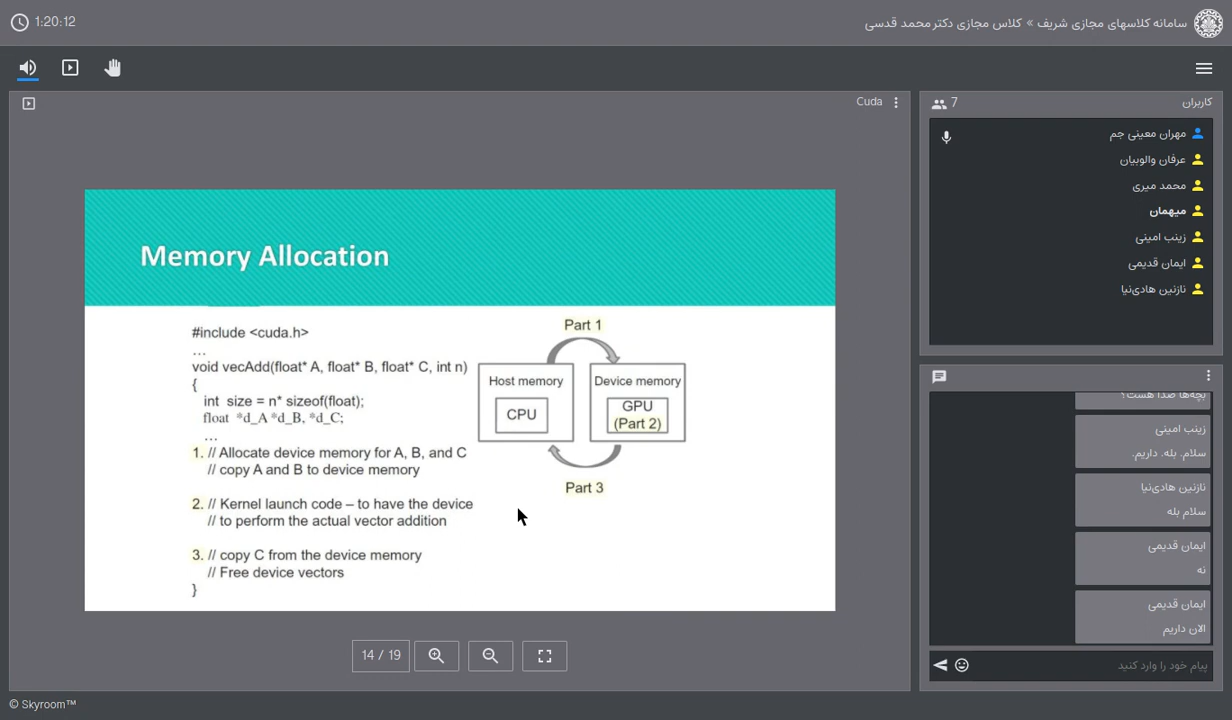 1:20:12
سامانه کلاسهای مجازی شریف » کلاس مجازی دکتر محمد قدسی
Cuda
Memory Allocation
#include <cuda.h>
…
void vecAdd(float* A, float* B, float* C, int n)
{
int size = n* sizeof(float);
float *d_A *d_B, *d_C;
…
1. // Allocate device memory for A, B, and C
// copy A and B to device memory
2. // Kernel launch code – to have the device
// to perform the actual vector addition
3. // copy C from the device memory
// Free device vectors
}
Part 1
Host memory
CPU
Device memory
GPU
(Part 2)
Part 3
14 / 19
کاربران
7
مهران معینی جم
عرفان والوبیان
محمد میری
میهمان
زینب امینی
ایمان قدیمی
نازنین هادی‌نیا
بچه‌ها صدا هست؟
زینب امینی
سلام. بله. داریم.
نازنین هادی‌نیا
سلام بله
ایمان قدیمی
نه
ایمان قدیمی
الان داریم
پیام خود را وارد کنید
© Skyroom™